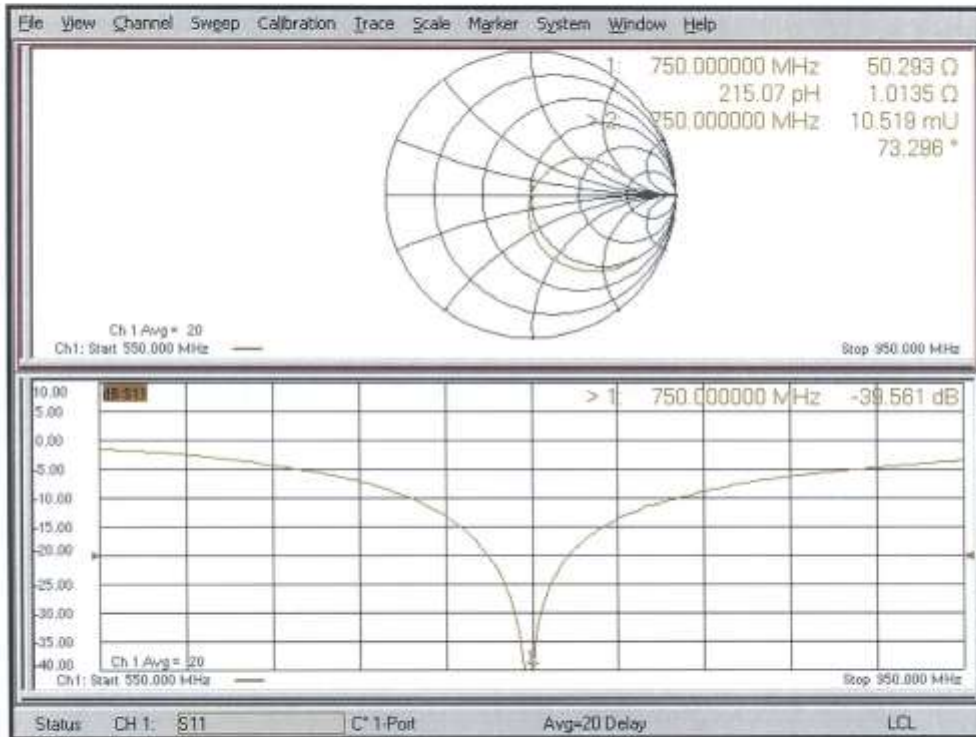 File View Channel Sweep Calibration Trace Scale Marker System Window Help
1: 750.000000 MHz 50.293 Ω
215.07 pH 1.0135 Ω
> 2: 750.000000 MHz 10.519 mU
73.296 °
Ch 1 Avg = 20
Ch1: Start 550.000 MHz
Stop 950.000 MHz
10.00
dB S11
> 1: 750.000000 MHz -39.561 dB
5.00
0.00
-5.00
-10.00
-15.00
-20.00
-25.00
-30.00
-35.00
-40.00
Ch 1 Avg = 20
Ch1: Start 550.000 MHz
Stop 950.000 MHz
Status CH 1: S11 C* 1-Port Avg=20 Delay LCL